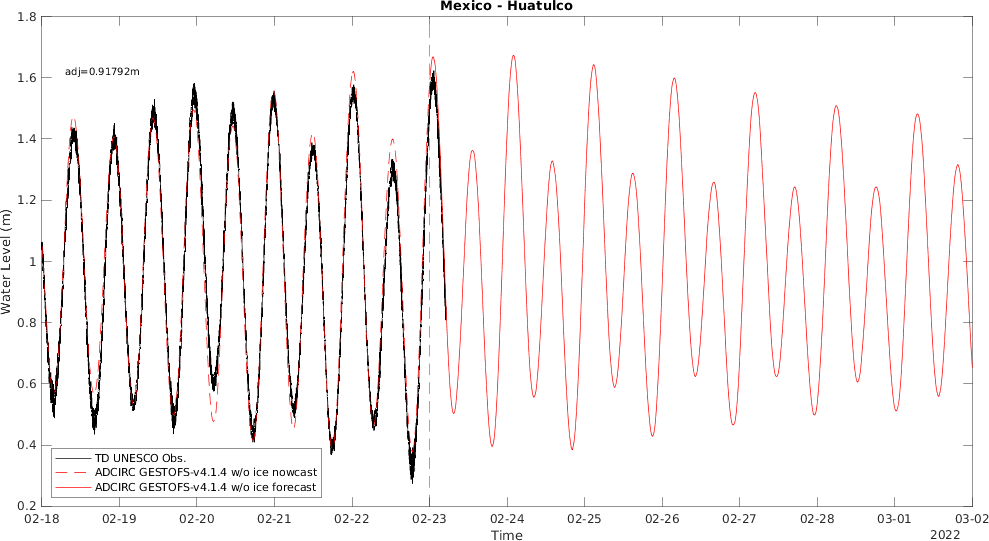 Mexico - Huatulco
adj=0.91792m
Water Level (m)
1.8
1.6
1.4
1.2
1
0.8
0.6
0.4
0.2
TD UNESCO Obs.
ADCIRC GESTOFS-v4.1.4 w/o ice nowcast
ADCIRC GESTOFS-v4.1.4 w/o ice forecast
02-18 02-19 02-20 02-21 02-22 02-23 02-24 02-25 02-26 02-27 02-28 03-01 03-02
Time
2022